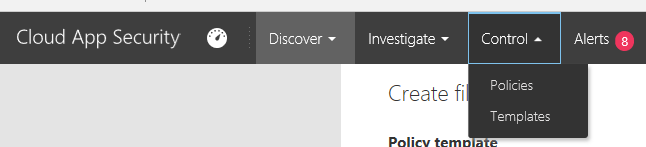 Cloud App Security Discover Investigate Control Alerts 8
Policies
Create fil
Templates
Policy template